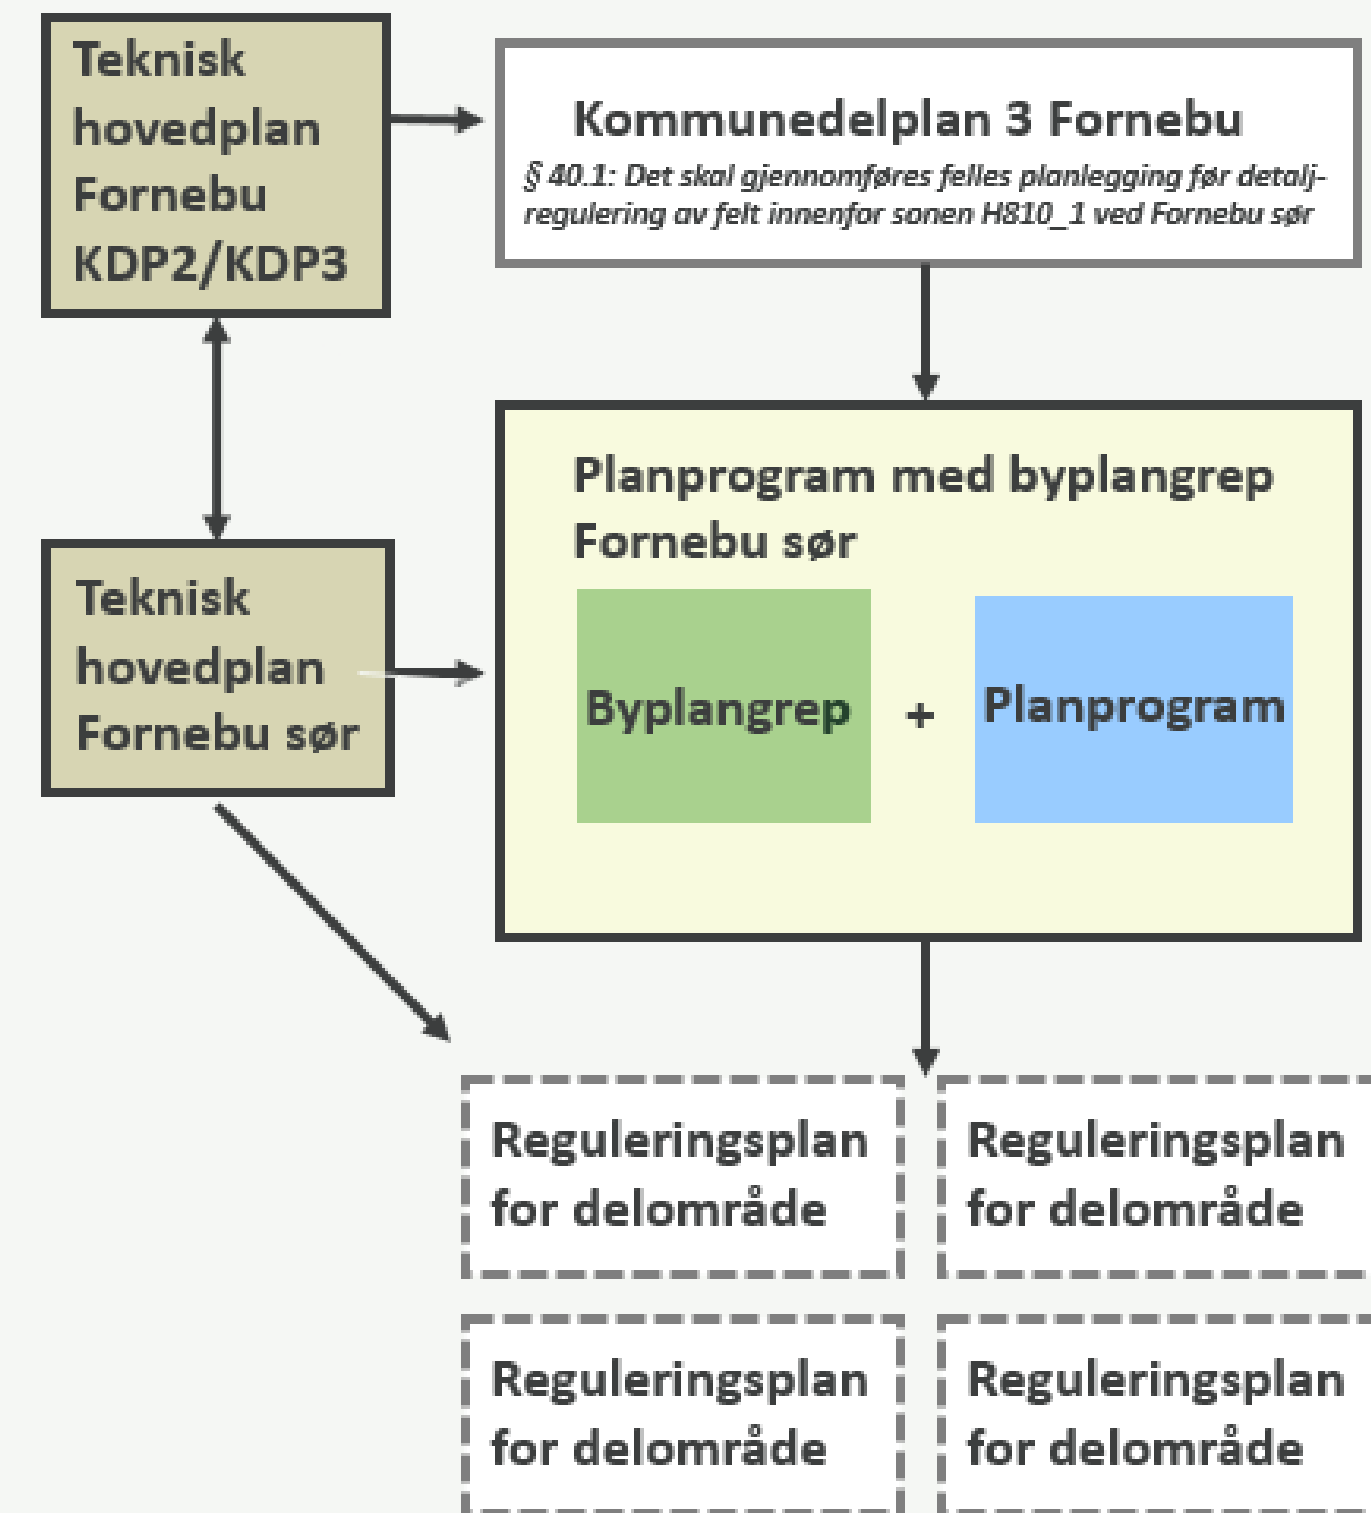 Teknisk
hovedplan
Fornebu
KDP2/KDP3
Kommunedelplan 3 Fornebu
§ 40.1: Det skal gjennomføres felles planlegging før detalj-
regulering av felt innenfor sonen H810_1 ved Fornebu sør
Teknisk
hovedplan
Fornebu sør
Planprogram med byplangrep
Fornebu sør
Byplangrep
+
Planprogram
Reguleringsplan
for delområde
Reguleringsplan
for delområde
Reguleringsplan
for delområde
Reguleringsplan
for delområde